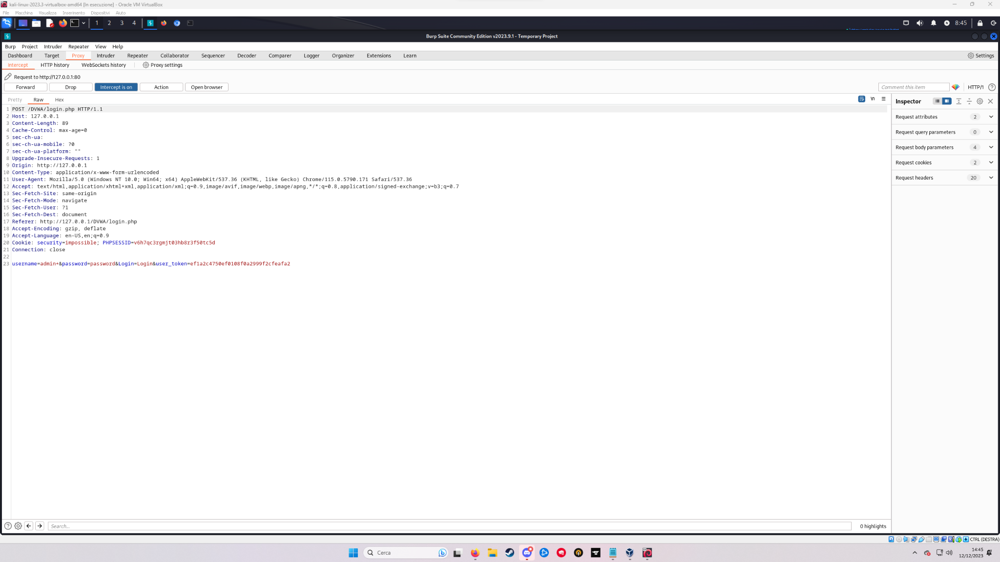 kali-linux-2023.3-virtualbox-amd64 [In esecuzione] - Oracle VM VirtualBox
File Macchina Visualizza Inserimento Dispositivi Aiuto
1 2 3 4 8:45
Burp Suite Community Edition v2023.9.1 - Temporary Project
Burp Project Intruder Repeater View Help
Dashboard Target Proxy Intruder Repeater Collaborator Sequencer Decoder Comparer Logger Organizer Extensions Learn Settings
Intercept HTTP history WebSockets history Proxy settings
Request to http://127.0.0.1:80
Forward Drop Intercept is on Action Open browser Comment this item HTTP/1 ?
Pretty Raw Hex \n
Inspector
1 POST /DVWA/login.php HTTP/1.1
2 Host: 127.0.0.1
3 Content-Length: 89
4 Cache-Control: max-age=0
5 sec-ch-ua:
6 sec-ch-ua-mobile: ?0
7 sec-ch-ua-platform: ""
8 Upgrade-Insecure-Requests: 1
9 Origin: http://127.0.0.1
10 Content-Type: application/x-www-form-urlencoded
11 User-Agent: Mozilla/5.0 (Windows NT 10.0; Win64; x64) AppleWebKit/537.36 (KHTML, like Gecko) Chrome/115.0.5790.171 Safari/537.36
12 Accept: text/html,application/xhtml+xml,application/xml;q=0.9,image/avif,image/webp,image/apng,*/*;q=0.8,application/signed-exchange;v=b3;q=0.7
13 Sec-Fetch-Site: same-origin
14 Sec-Fetch-Mode: navigate
15 Sec-Fetch-User: ?1
16 Sec-Fetch-Dest: document
17 Referer: http://127.0.0.1/DVWA/login.php
18 Accept-Encoding: gzip, deflate
19 Accept-Language: en-US,en;q=0.9
20 Cookie: security=impossible; PHPSESSID=v6h7qc3rgmjt03hb8r3f50tc5d
21 Connection: close
22
23 username=admin+&password=password&Login=Login&user_token=ef1a2c4750ef0108f0a2999f2cfeafa2
Request attributes 2
Request query parameters 0
Request body parameters 4
Request cookies 2
Request headers 20
? Search... 0 highlights
CTRL (DESTRA)
Cerca
14:45
12/12/2023